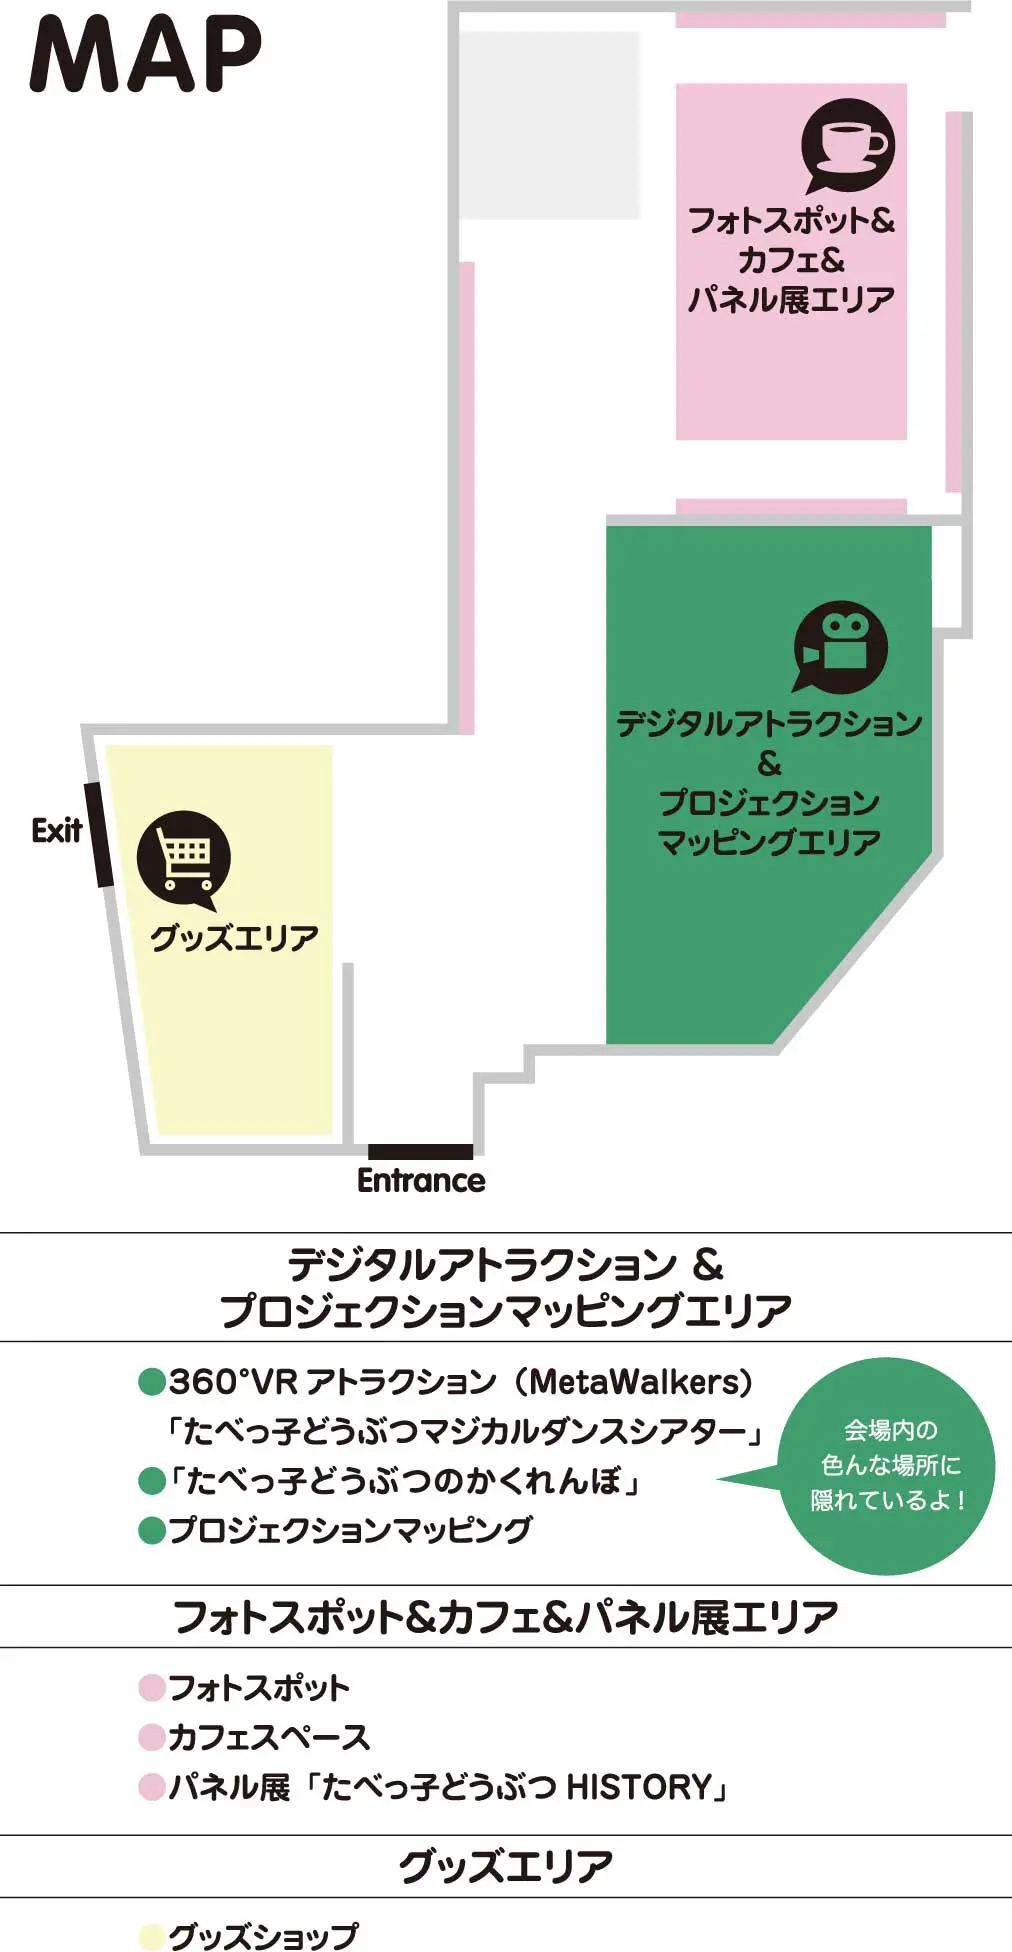 MAP
フォトスポット&
カフェ&
パネル展エリア
デジタルアトラクション
&
プロジェクション
マッピングエリア
Exit
グッズエリア
Entrance
デジタルアトラクション &
プロジェクションマッピングエリア
●360°VR アトラクション（MetaWalkers）
「たべっ子どうぶつマジカルダンスシアター」
●「たべっ子どうぶつのかくれんぼ」
●プロジェクションマッピング
会場内の
色んな場所に
隠れているよ！
フォトスポット&カフェ&パネル展エリア
●フォトスポット
●カフェスペース
●パネル展「たべっ子どうぶつ HISTORY」
グッズエリア
●グッズショップ